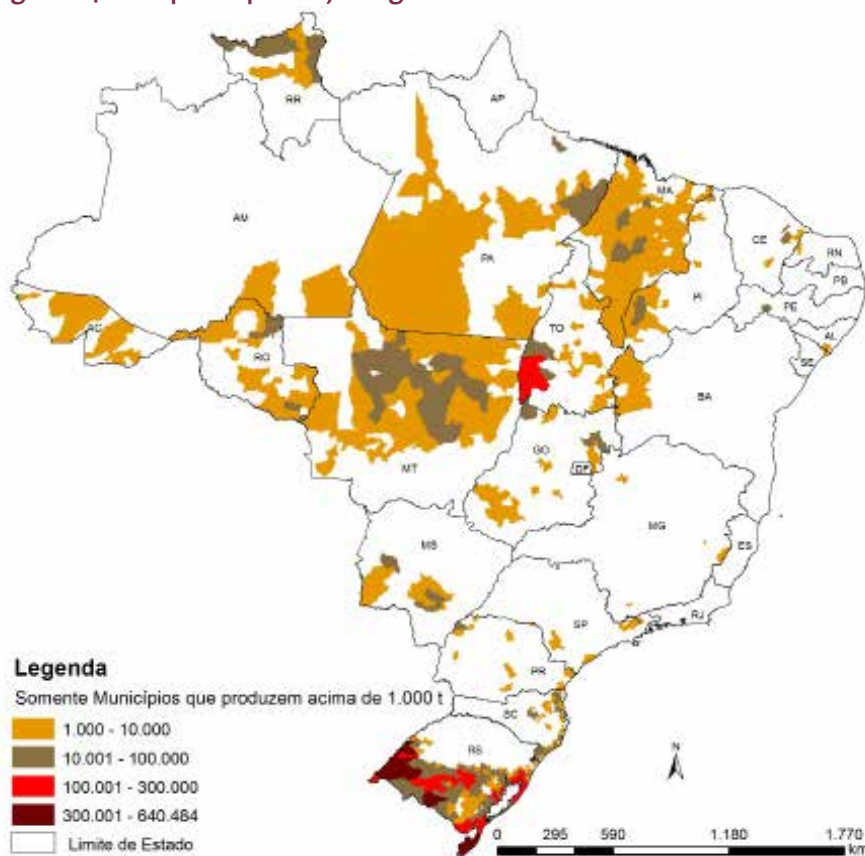 RR
AP
AM
PA
MA
CE
RN
PB
PE
AL
SE
PI
TO
AC
RO
BA
MT
GO
DF
MG
ES
MS
SP
RJ
PR
SC
RS
N
Legenda
Somente Municípios que produzem acima de 1.000 t
1.000 - 10.000
10.001 - 100.000
100.001 - 300.000
300.001 - 640.484
Limite de Estado
0 295 590 1.180 1.770
km